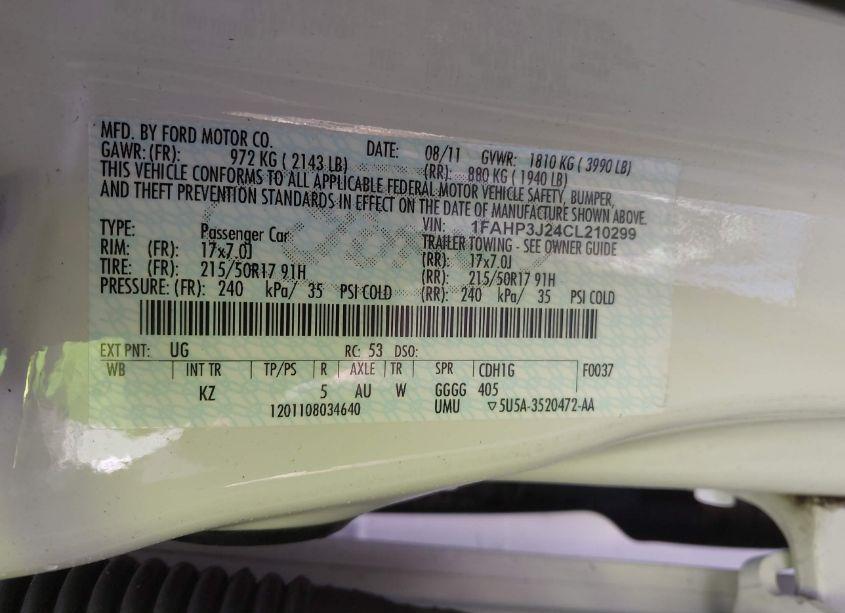 MFD. BY FORD MOTOR CO. DATE: 08/11 GVWR: 1810 KG ( 3990 LB)
GAWR: (FR): 972 KG ( 2143 LB) (RR): 880 KG ( 1940 LB)
THIS VEHICLE CONFORMS TO ALL APPLICABLE FEDERAL MOTOR VEHICLE SAFETY, BUMPER,
AND THEFT PREVENTION STANDARDS IN EFFECT ON THE DATE OF MANUFACTURE SHOWN ABOVE.
VIN: 1FAHP3J24CL210299
TYPE: Passenger Car TRAILER TOWING - SEE OWNER GUIDE
RIM: (FR): 17x7.0J (RR): 17x7.0J
TIRE: (FR): 215/50R17 91H (RR): 215/50R17 91H
PRESSURE: (FR): 240 kPa/ 35 PSI COLD (RR): 240 kPa/ 35 PSI COLD
EXT PNT: UG RC: 53 DSO:
WB INT TR TP/PS R AXLE TR SPR CDH1G F0037
KZ 5 AU W GGGG 405
1201108034640 UMU ▽5U5A-3520472-AA